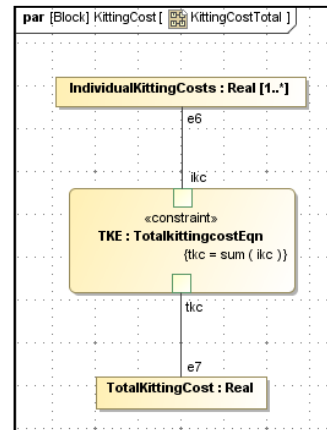 par [Block] KittingCost [ KittingCostTotal ]
IndividualKittingCosts : Real [1..*]
e6
ikc
«constraint»
TKE : TotalkittingcostEqn
{tkc = sum ( ikc )}
tkc
e7
TotalKittingCost : Real